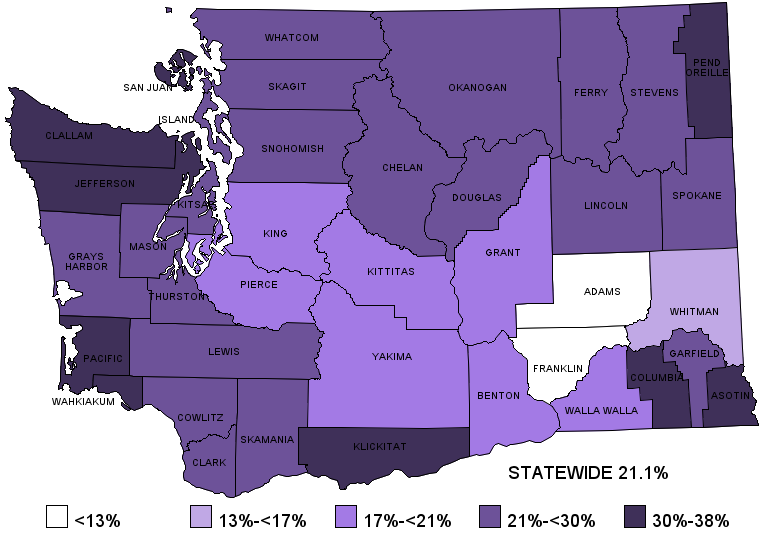 WHATCOM
SAN JUAN
SKAGIT
ISLAND
OKANOGAN
FERRY
STEVENS
PEND
OREILLE
CLALLAM
SNOHOMISH
CHELAN
JEFFERSON
KITSAP
DOUGLAS
LINCOLN
SPOKANE
GRAYS
HARBOR
MASON
KING
GRANT
KITTITAS
ADAMS
WHITMAN
THURSTON
PIERCE
PACIFIC
LEWIS
YAKIMA
FRANKLIN
GARFIELD
COLUMBIA
WAHKIAKUM
BENTON
WALLA WALLA
ASOTIN
COWLITZ
SKAMANIA
KLICKITAT
CLARK
STATEWIDE 21.1%
<13%
13%-<17%
17%-<21%
21%-<30%
30%-38%